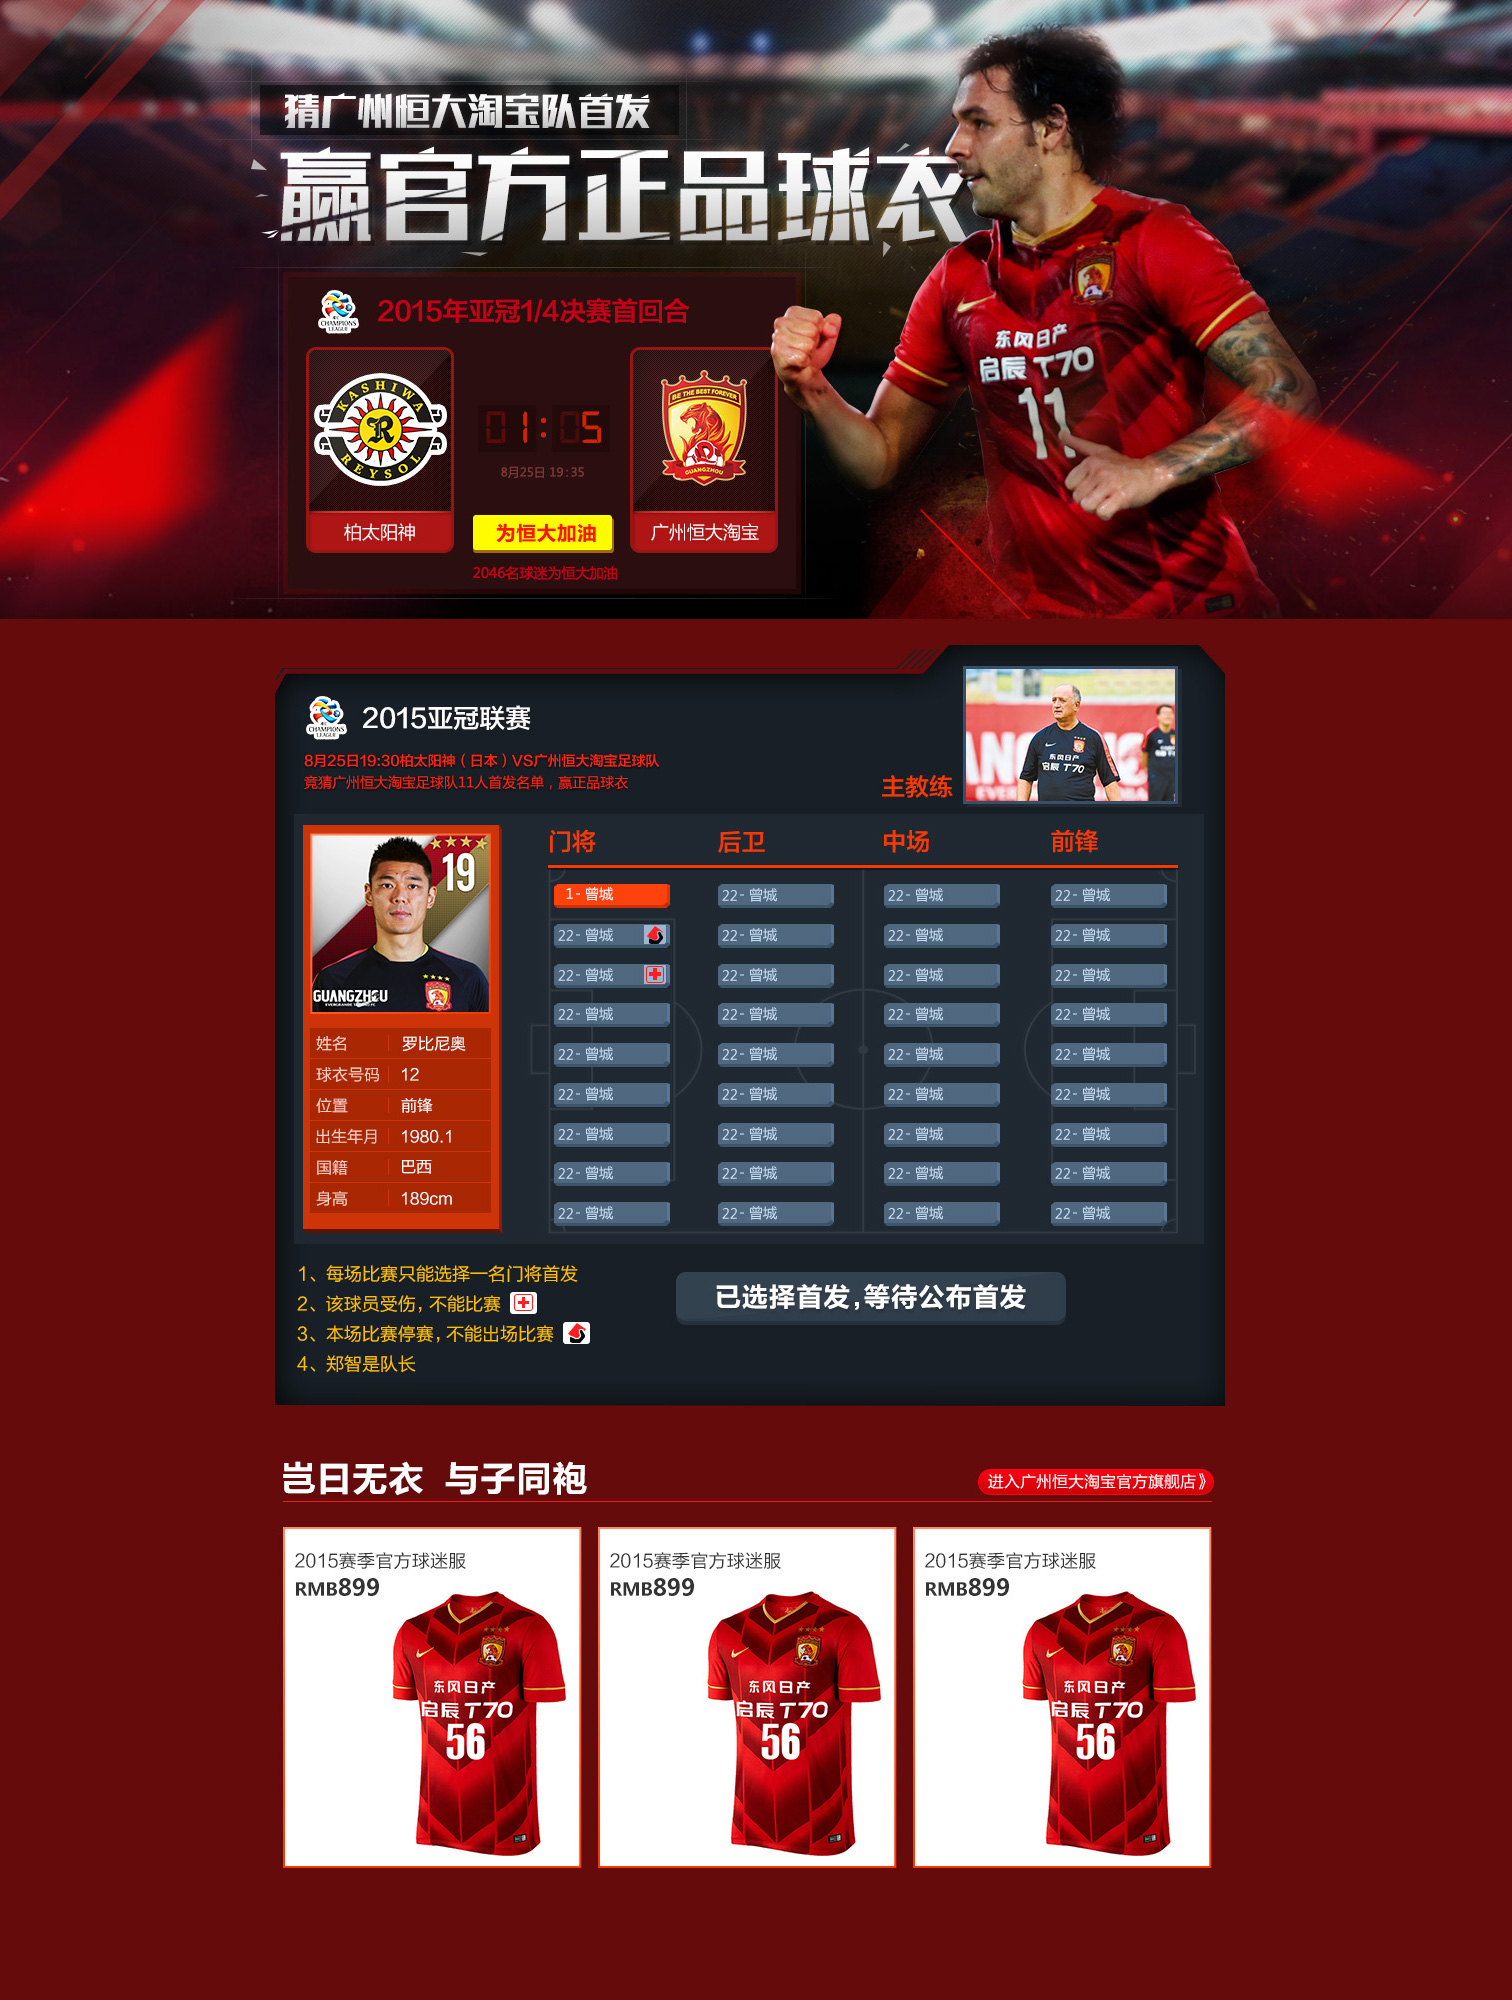 猜广州恒大淘宝队首发
赢官方正品球衣
CHAMPIONS
LEAGUE
2015年亚冠1/4决赛首回合
KASHIWA
R
REYSOL
01:05
8月25日 19:35
BE THE BEST FOREVER
GUANGZHOU
柏太阳神
为恒大加油
广州恒大淘宝
2046名球迷为恒大加油
东风日产
启辰 T70
11
CHAMPIONS
LEAGUE
2015亚冠联赛
8月25日19:30柏太阳神（日本）VS广州恒大淘宝足球队
竞猜广州恒大淘宝足球队11人首发名单，赢正品球衣
主教练
东风日产
启辰 T70
19
GUANGZHOU
姓名 罗比尼奥
球衣号码 12
位置 前锋
出生年月 1980.1
国籍 巴西
身高 189cm
门将 后卫 中场 前锋
1- 曾城 22- 曾城 22- 曾城 22- 曾城
22- 曾城 22- 曾城 22- 曾城 22- 曾城
22- 曾城 22- 曾城 22- 曾城 22- 曾城
22- 曾城 22- 曾城 22- 曾城 22- 曾城
22- 曾城 22- 曾城 22- 曾城 22- 曾城
22- 曾城 22- 曾城 22- 曾城 22- 曾城
22- 曾城 22- 曾城 22- 曾城 22- 曾城
22- 曾城 22- 曾城 22- 曾城 22- 曾城
22- 曾城 22- 曾城 22- 曾城 22- 曾城
1、每场比赛只能选择一名门将首发
2、该球员受伤，不能比赛
3、本场比赛停赛，不能出场比赛
4、郑智是队长
已选择首发，等待公布首发
岂曰无衣 与子同袍
进入广州恒大淘宝官方旗舰店》
2015赛季官方球迷服
RMB899
东风日产
启辰 T70
56
2015赛季官方球迷服
RMB899
东风日产
启辰 T70
56
2015赛季官方球迷服
RMB899
东风日产
启辰 T70
56